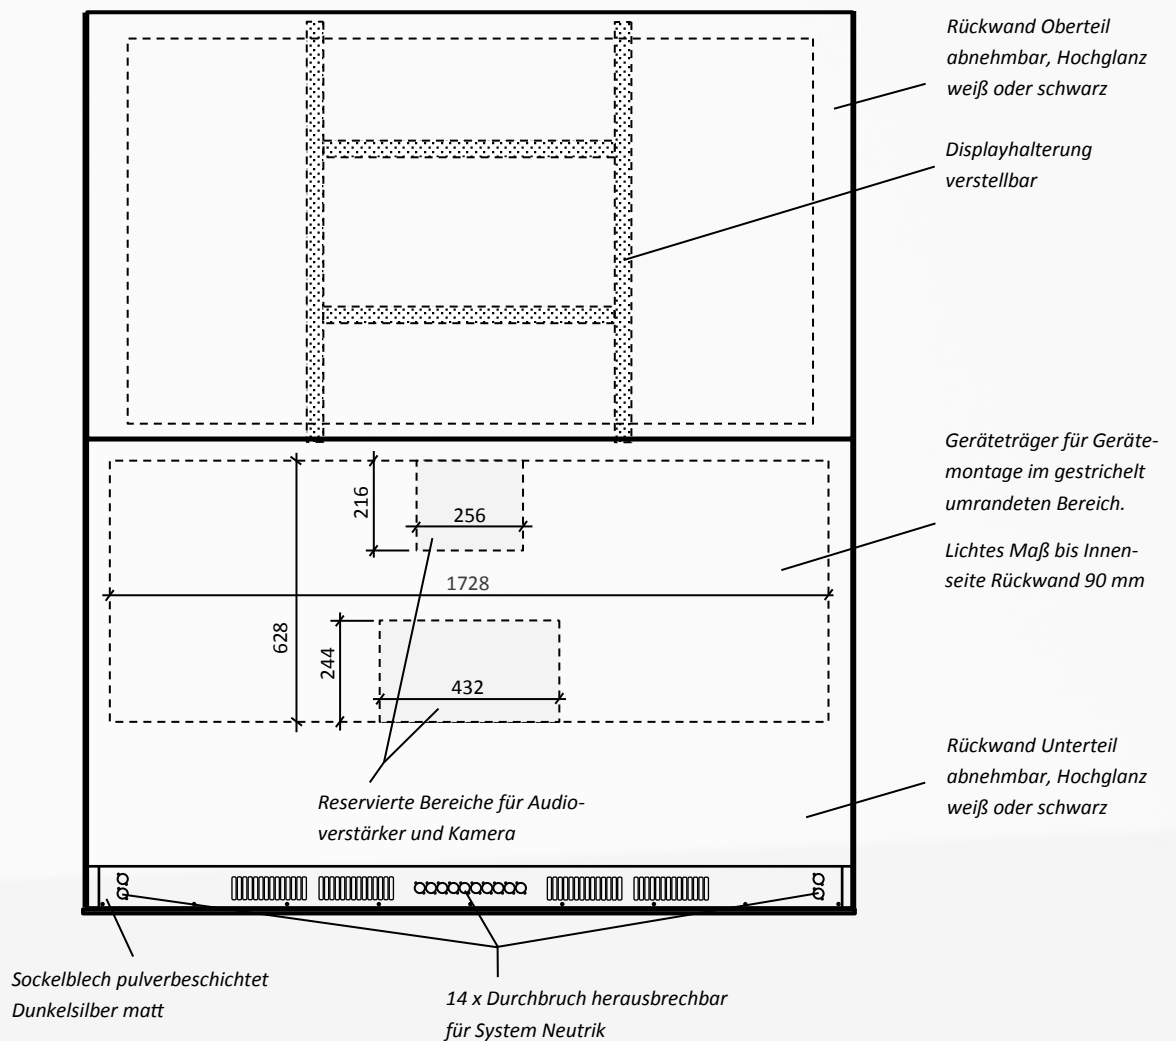 Rückwand Oberteil
abnehmbar, Hochglanz
weiß oder schwarz
Displayhalterung
verstellbar
Geräteträger für Geräte-
montage im gestrichelt
umrandeten Bereich.
Lichtes Maß bis Innen-
seite Rückwand 90 mm
216
256
1728
628
244
432
Reservierte Bereiche für Audio-
verstärker und Kamera
Rückwand Unterteil
abnehmbar, Hochglanz
weiß oder schwarz
Sockelblech pulverbeschichtet
Dunkelsilber matt
14 x Durchbruch herausbrechbar
für System Neutrik